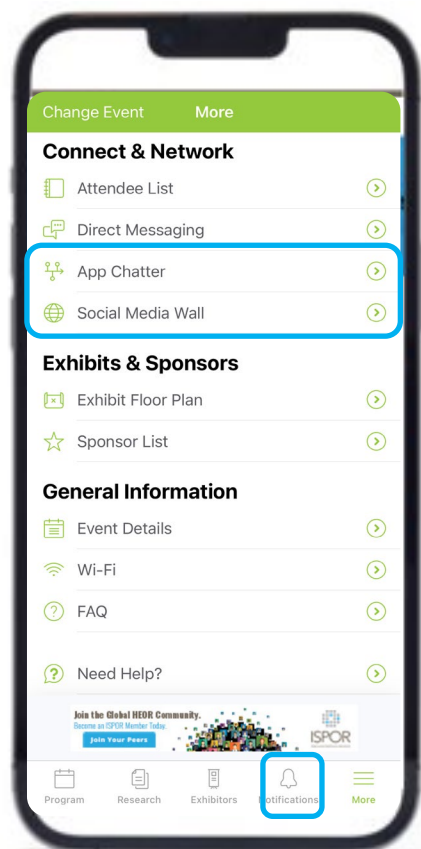 Change Event More
Connect & Network
Attendee List
Direct Messaging
App Chatter
Social Media Wall
Exhibits & Sponsors
Exhibit Floor Plan
Sponsor List
General Information
Event Details
Wi-Fi
FAQ
Need Help?
Join the Global HEOR Community.
Become an ISPOR Member Today.
Join Your Peers
ISPOR
Program Research Exhibitors Notifications More